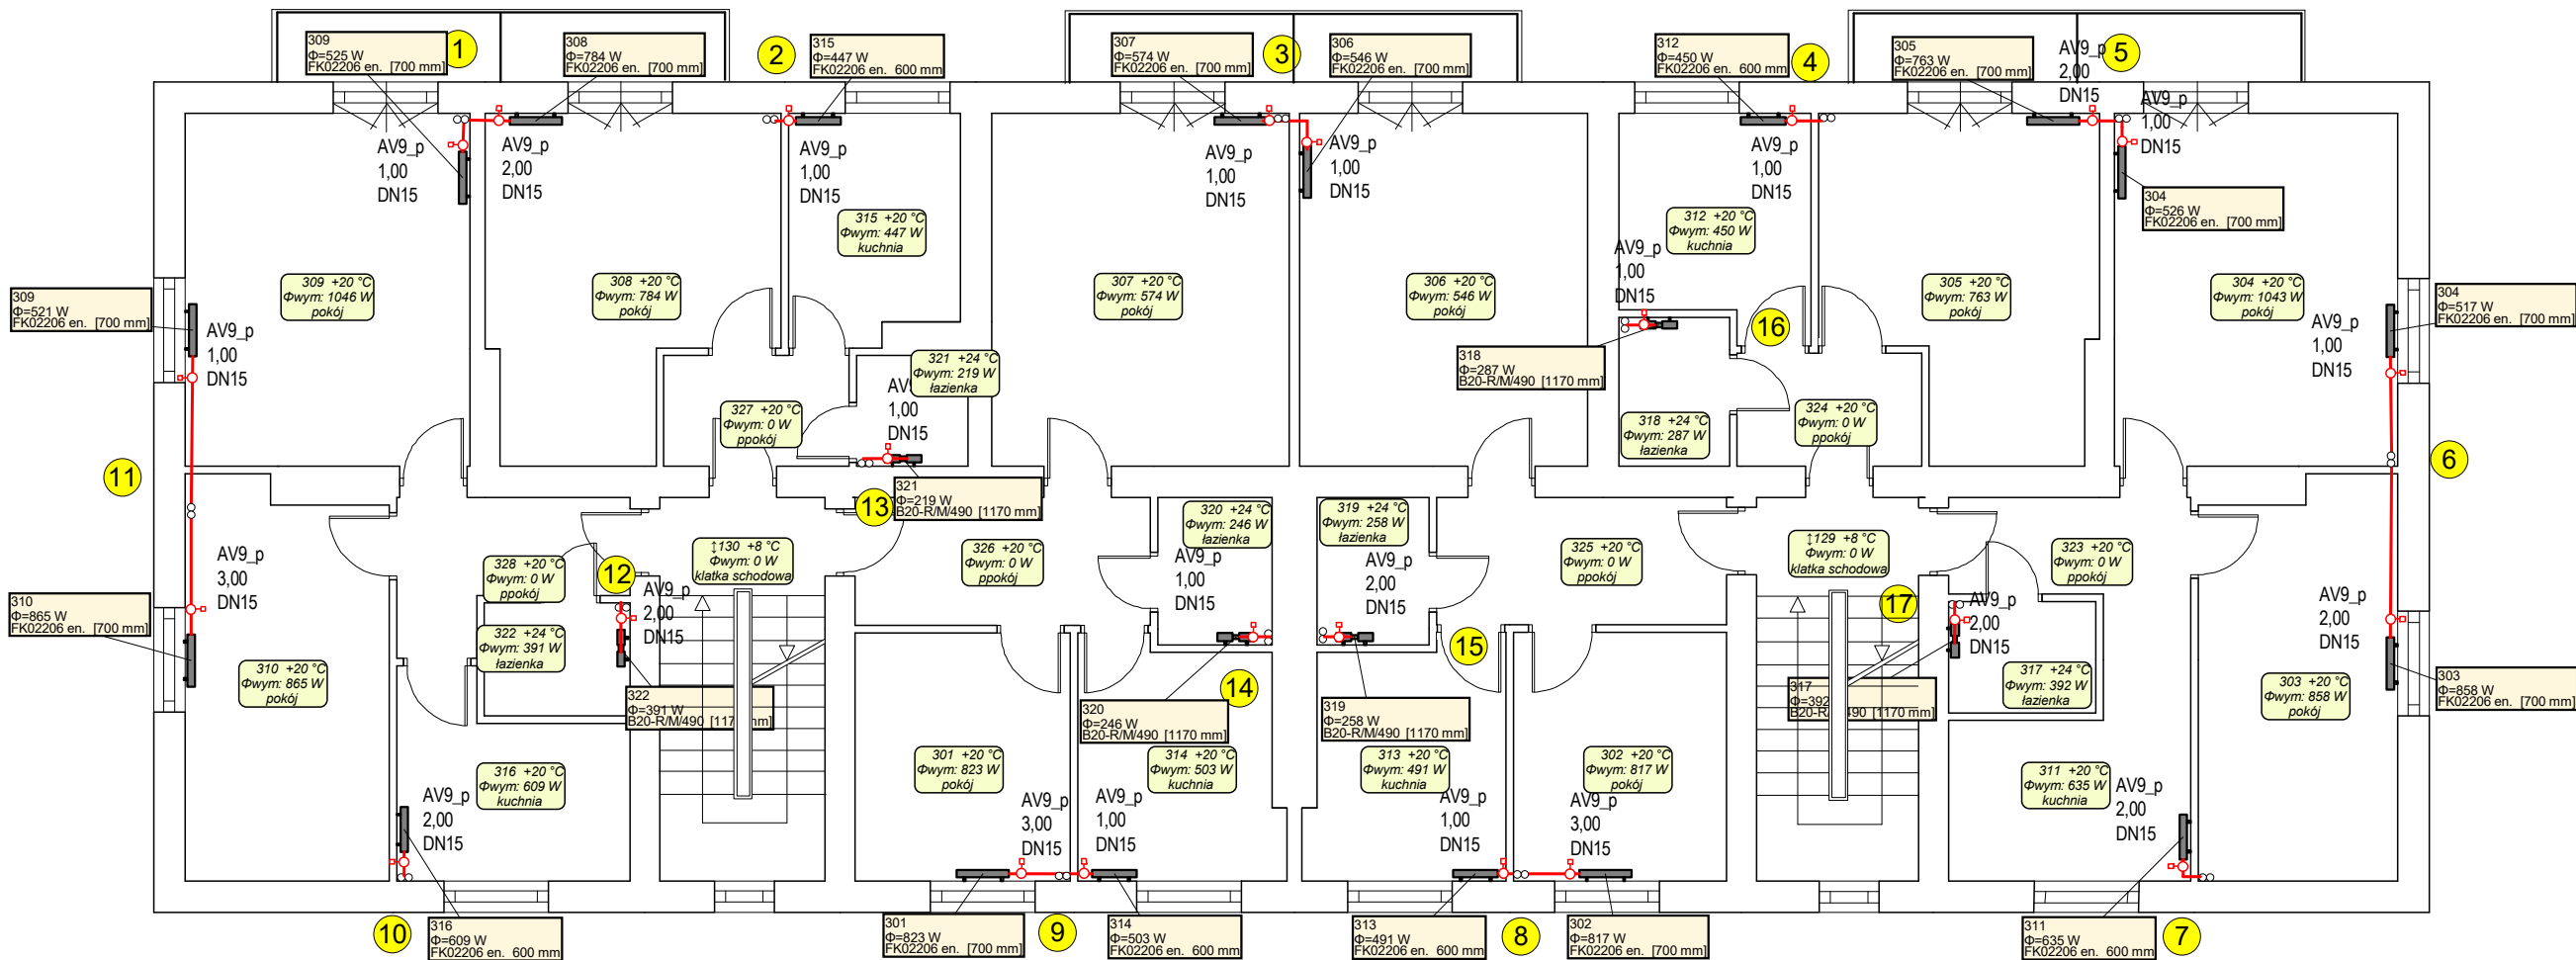 309
Φ=525 W
FK02206 en.  [700 mm]
1
308
Φ=784 W
FK02206 en.  [700 mm]
2
315
Φ=447 W
FK02206 en.  600 mm
307
Φ=574 W
FK02206 en.  [700 mm]
3
306
Φ=546 W
FK02206 en.  [700 mm]
312
Φ=450 W
FK02206 en.  600 mm
4
305
Φ=763 W
FK02206 en.  [700 mm]
AV9_p
2,00
DN15
5
AV9_p
1,00
DN15
AV9_p
1,00
DN15
AV9_p
2,00
DN15
AV9_p
1,00
DN15
AV9_p
1,00
DN15
AV9_p
1,00
DN15
AV9_p
1,00
DN15
304
Φ=526 W
FK02206 en.  [700 mm]
315  +20 °C
Φwym: 447 W
kuchnia
312  +20 °C
Φwym: 450 W
kuchnia
AV9_p
1,00
DN15
309  +20 °C
Φwym: 1046 W
pokój
308  +20 °C
Φwym: 784 W
pokój
307  +20 °C
Φwym: 574 W
pokój
306  +20 °C
Φwym: 546 W
pokój
305  +20 °C
Φwym: 763 W
pokój
304  +20 °C
Φwym: 1043 W
pokój
309
Φ=521 W
FK02206 en.  [700 mm]
AV9_p
1,00
DN15
16
AV9_p
1,00
DN15
304
Φ=517 W
FK02206 en.  [700 mm]
321  +24 °C
Φwym: 219 W
łazienka
AV
1,00
DN15
318
Φ=287 W
B20-R/M/490  [1170 mm]
327  +20 °C
Φwym: 0 W
ppokój
318  +24 °C
Φwym: 287 W
łazienka
324  +20 °C
Φwym: 0 W
ppokój
11
6
13
321
Φ=219 W
B20-R/M/490  [1170 mm]
320  +24 °C
Φwym: 246 W
łazienka
319  +24 °C
Φwym: 258 W
łazienka
AV9_p
3,00
DN15
328  +20 °C
Φwym: 0 W
ppokój
12
↕130  +8 °C
Φwym: 0 W
klatka schodowa
326  +20 °C
Φwym: 0 W
ppokój
AV9_p
1,00
DN15
AV9_p
2,00
DN15
325  +20 °C
Φwym: 0 W
ppokój
↕129  +8 °C
Φwym: 0 W
klatka schodowa
323  +20 °C
Φwym: 0 W
ppokój
310
Φ=865 W
FK02206 en.  [700 mm]
AV9_p
2,00
DN15
17
AV9_p
2,00
DN15
AV9_p
2,00
DN15
322  +24 °C
Φwym: 391 W
łazienka
310  +20 °C
Φwym: 865 W
pokój
15
14
317  +24 °C
Φwym: 392 W
łazienka
303  +20 °C
Φwym: 858 W
pokój
303
Φ=858 W
FK02206 en.  [700 mm]
322
Φ=391 W
B20-R/M/490  [117 mm]
320
Φ=246 W
B20-R/M/490  [1170 mm]
319
Φ=258 W
B20-R/M/490  [1170 mm]
317
Φ=392
B20-R 490  [1170 mm]
316  +20 °C
Φwym: 609 W
kuchnia
301  +20 °C
Φwym: 823 W
pokój
314  +20 °C
Φwym: 503 W
kuchnia
313  +20 °C
Φwym: 491 W
kuchnia
302  +20 °C
Φwym: 817 W
pokój
311  +20 °C
Φwym: 635 W
kuchnia
AV9_p
2,00
DN15
AV9_p
3,00
DN15
AV9_p
1,00
DN15
AV9_p
1,00
DN15
AV9_p
3,00
DN15
AV9_p
2,00
DN15
10
316
Φ=609 W
FK02206 en.  600 mm
301
Φ=823 W
FK02206 en.  [700 mm]
9
314
Φ=503 W
FK02206 en.  600 mm
313
Φ=491 W
FK02206 en.  600 mm
8
302
Φ=817 W
FK02206 en.  [700 mm]
311
Φ=635 W
FK02206 en.  600 mm
7